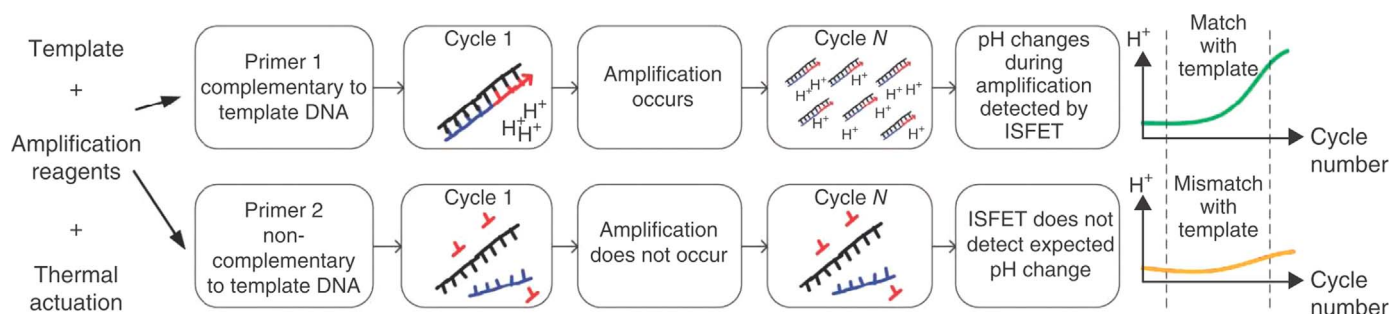 Template
+
Amplification
reagents
+
Thermal
actuation
Primer 1
complementary to
template DNA
Cycle 1
H+
H+
H+
Amplification
occurs
Cycle N
H+
H+
H+
H+ H+
H+
H+
H+
pH changes
during
amplification
detected by
ISFET
H+
Match
with
template
Cycle
number
Primer 2
non-
complementary
to template DNA
Cycle 1
Amplification
does not occur
Cycle N
ISFET does not
detect expected
pH change
H+
Mismatch
with
template
Cycle
number